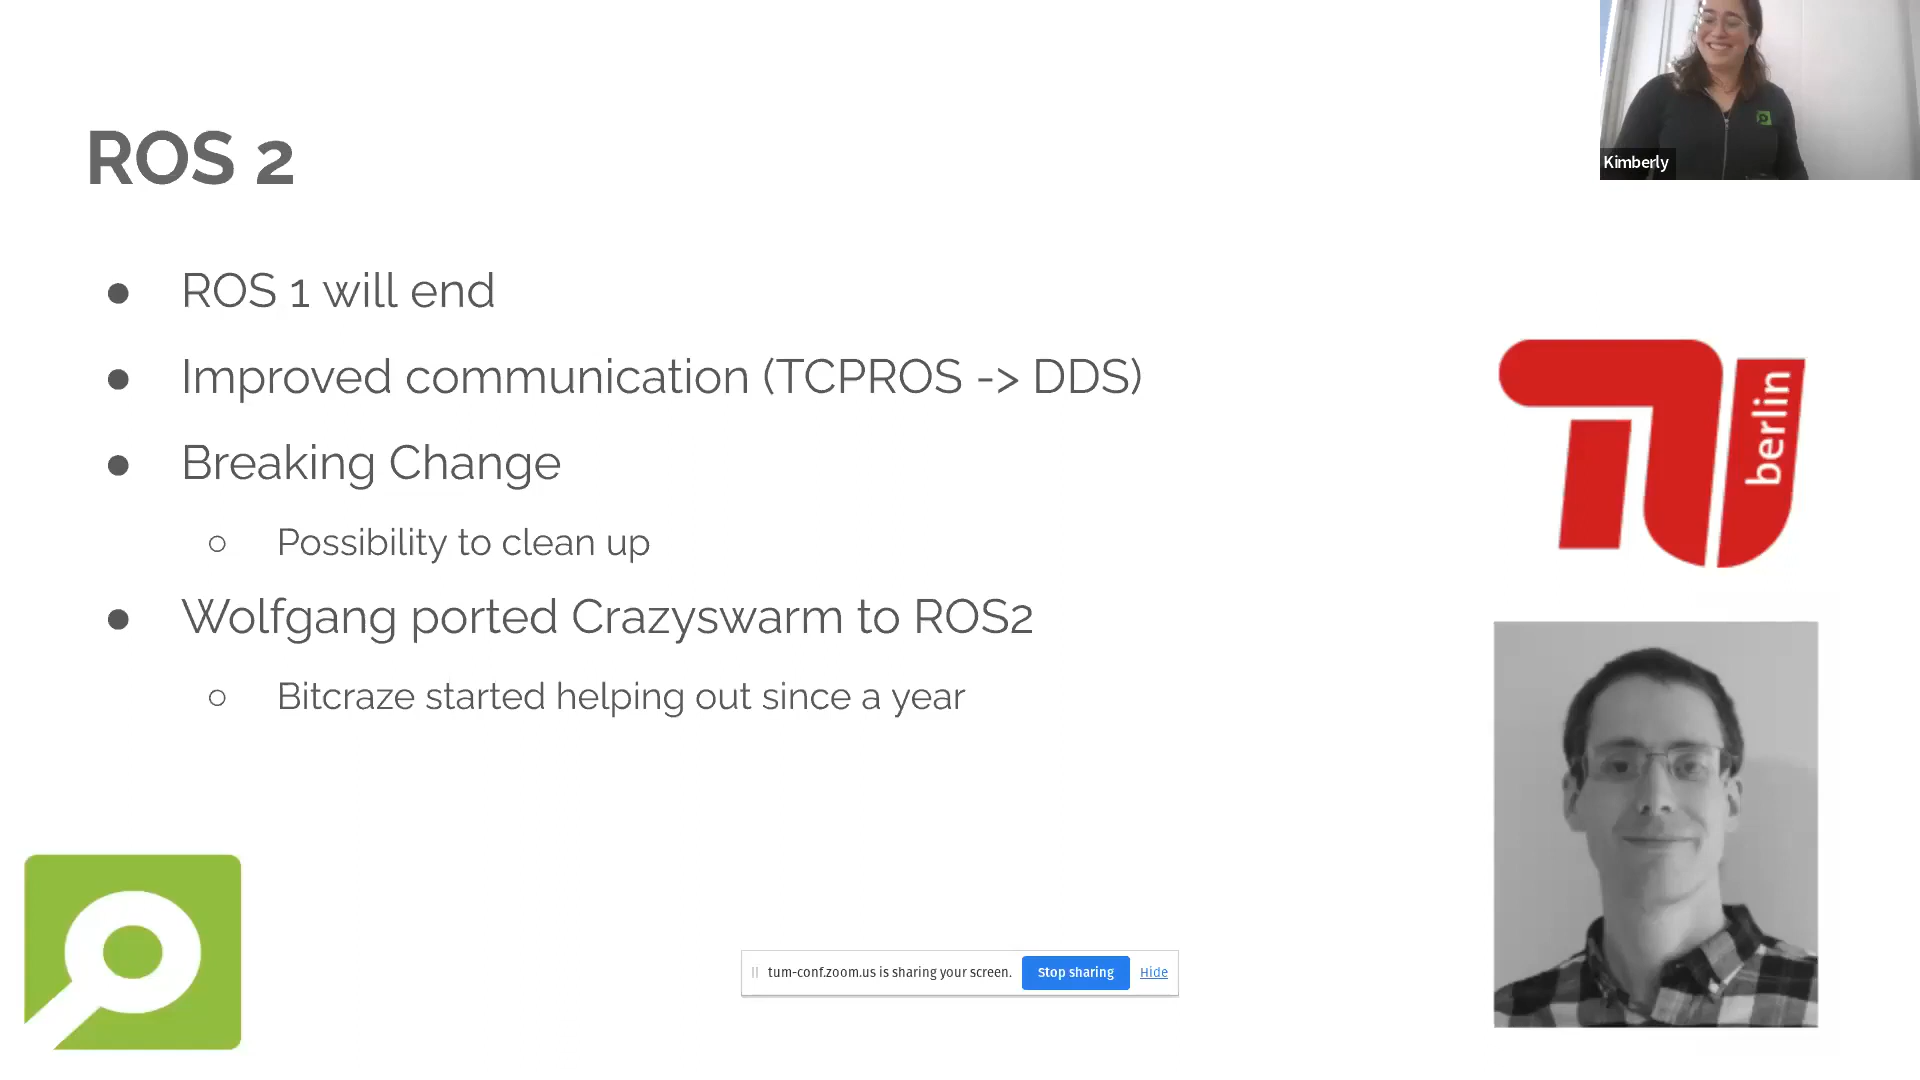 Kimberly
ROS 2
● ROS 1 will end
● Improved communication (TCPROS -> DDS)
● Breaking Change
○ Possibility to clean up
● Wolfgang ported Crazyswarm to ROS2
○ Bitcraze started helping out since a year
berlin
tum-conf.zoom.us is sharing your screen. Stop sharing Hide